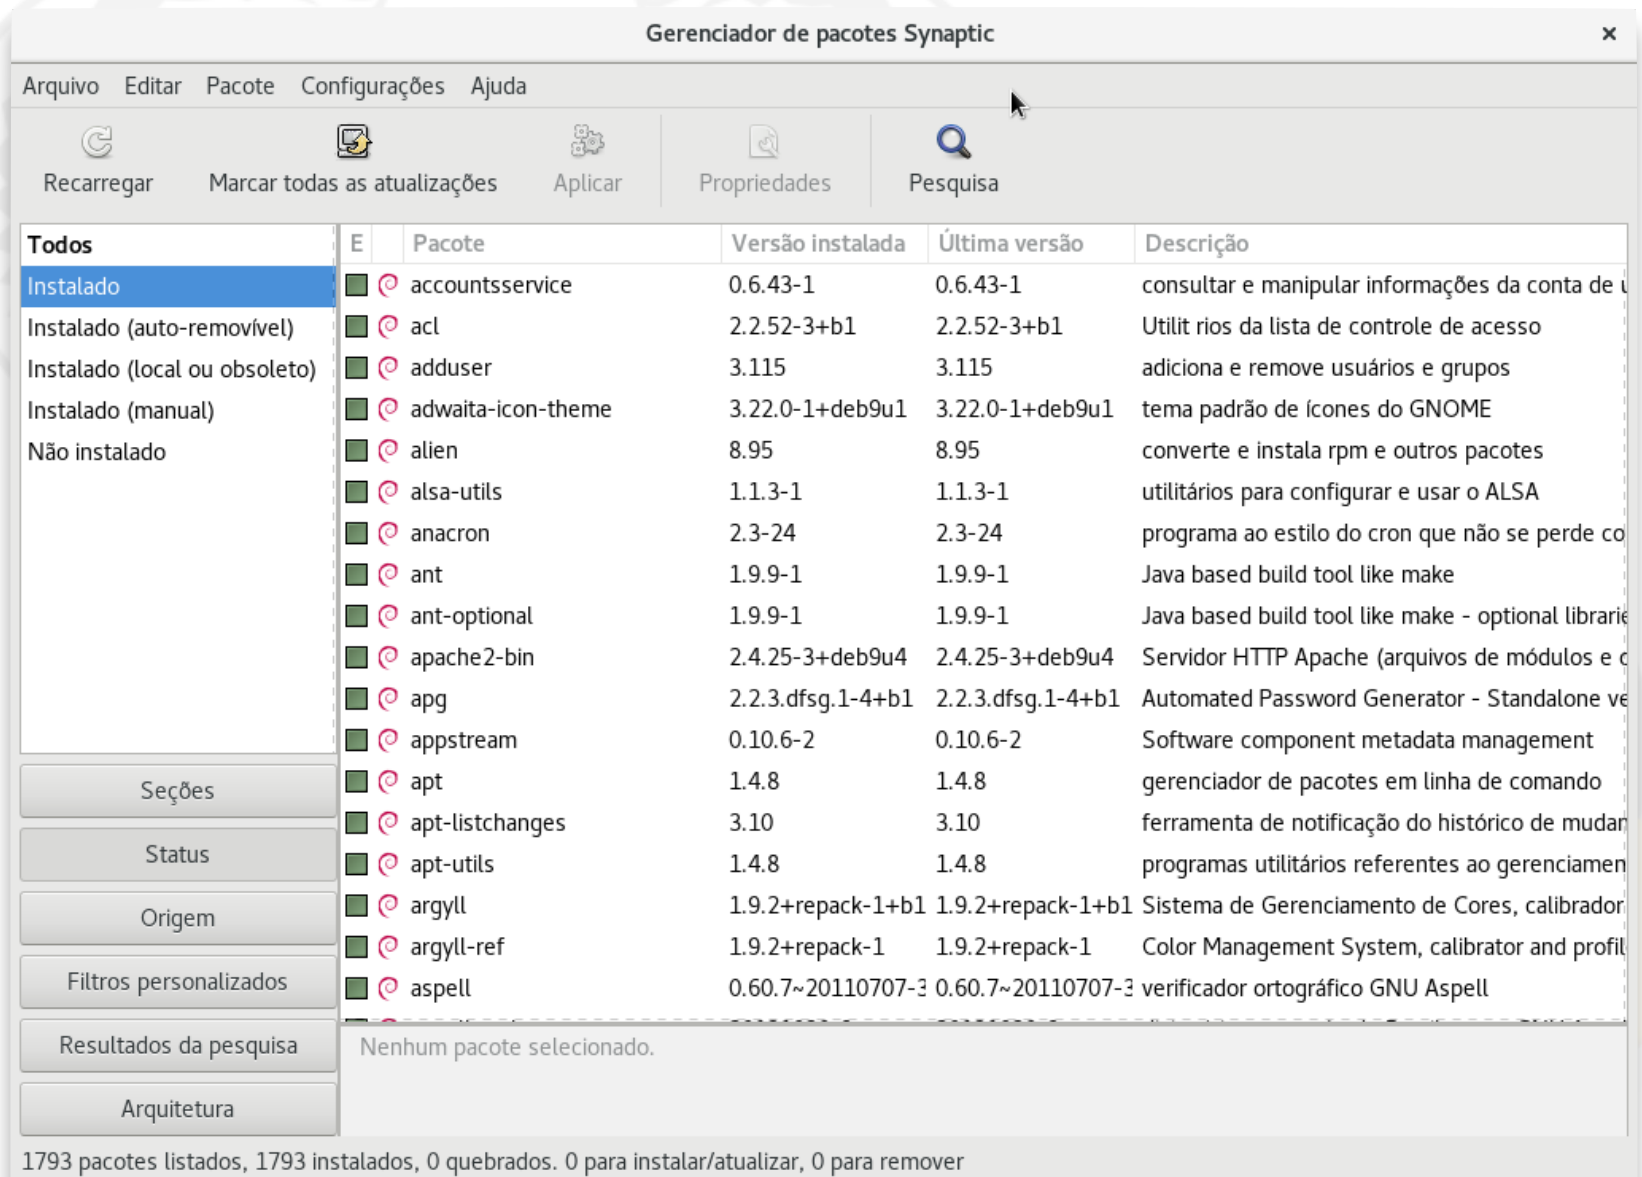 Gerenciador de pacotes Synaptic
Arquivo Editar Pacote Configurações Ajuda
Recarregar Marcar todas as atualizações Aplicar Propriedades Pesquisa
Todos
Instalado
Instalado (auto-removível)
Instalado (local ou obsoleto)
Instalado (manual)
Não instalado
Seções
Status
Origem
Filtros personalizados
Resultados da pesquisa
Arquitetura
E Pacote Versão instalada Última versão Descrição
accountsservice 0.6.43-1 0.6.43-1 consultar e manipular informações da conta de
acl 2.2.52-3+b1 2.2.52-3+b1 Utilit rios da lista de controle de acesso
adduser 3.115 3.115 adiciona e remove usuários e grupos
adwaita-icon-theme 3.22.0-1+deb9u1 3.22.0-1+deb9u1 tema padrão de ícones do GNOME
alien 8.95 8.95 converte e instala rpm e outros pacotes
alsa-utils 1.1.3-1 1.1.3-1 utilitários para configurar e usar o ALSA
anacron 2.3-24 2.3-24 programa ao estilo do cron que não se perde co
ant 1.9.9-1 1.9.9-1 Java based build tool like make
ant-optional 1.9.9-1 1.9.9-1 Java based build tool like make - optional librarie
apache2-bin 2.4.25-3+deb9u4 2.4.25-3+deb9u4 Servidor HTTP Apache (arquivos de módulos e
apg 2.2.3.dfsg.1-4+b1 2.2.3.dfsg.1-4+b1 Automated Password Generator - Standalone ve
appstream 0.10.6-2 0.10.6-2 Software component metadata management
apt 1.4.8 1.4.8 gerenciador de pacotes em linha de comando
apt-listchanges 3.10 3.10 ferramenta de notificação do histórico de mudar
apt-utils 1.4.8 1.4.8 programas utilitários referentes ao gerenciamen
argyll 1.9.2+repack-1+b1 1.9.2+repack-1+b1 Sistema de Gerenciamento de Cores, calibrador
argyll-ref 1.9.2+repack-1 1.9.2+repack-1 Color Management System, calibrator and profil
aspell 0.60.7~20110707-3 0.60.7~20110707-3 verificador ortográfico GNU Aspell
Nenhum pacote selecionado.
1793 pacotes listados, 1793 instalados, 0 quebrados. 0 para instalar/atualizar, 0 para remover